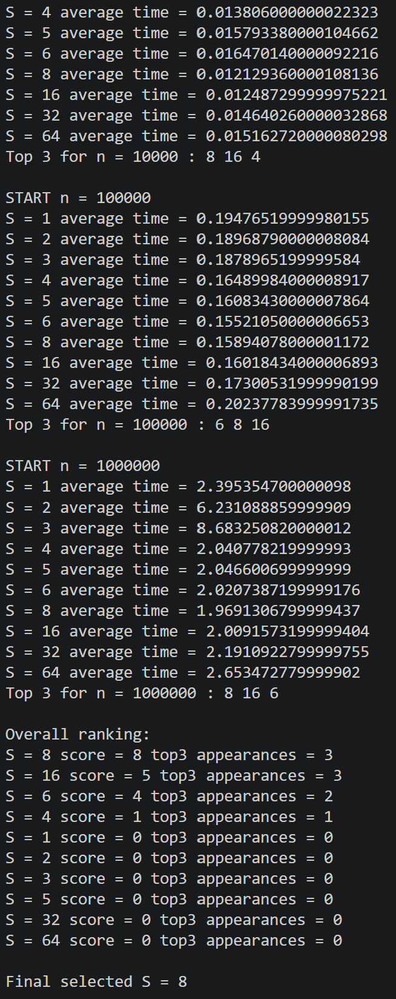 S = 4 average time = 0.013806000000022323
S = 5 average time = 0.015793380000104662
S = 6 average time = 0.016470140000092216
S = 8 average time = 0.012129360000108136
S = 16 average time = 0.012487299999975221
S = 32 average time = 0.014640260000032868
S = 64 average time = 0.015162720000080298
Top 3 for n = 10000 : 8 16 4

START n = 100000
S = 1 average time = 0.19476519999980155
S = 2 average time = 0.18968790000008084
S = 3 average time = 0.1878965199999584
S = 4 average time = 0.16489984000008917
S = 5 average time = 0.16083430000007864
S = 6 average time = 0.15521050000006653
S = 8 average time = 0.15894078000001172
S = 16 average time = 0.16018434000006893
S = 32 average time = 0.17300531999990199
S = 64 average time = 0.20237783999991735
Top 3 for n = 100000 : 6 8 16

START n = 1000000
S = 1 average time = 2.395354700000098
S = 2 average time = 6.231088859999909
S = 3 average time = 8.683250820000012
S = 4 average time = 2.040778219999993
S = 5 average time = 2.046600699999999
S = 6 average time = 2.0207387199999176
S = 8 average time = 1.9691306799999437
S = 16 average time = 2.0091573199999404
S = 32 average time = 2.1910922799999755
S = 64 average time = 2.653472779999902
Top 3 for n = 1000000 : 8 16 6

Overall ranking:
S = 8 score = 8 top3 appearances = 3
S = 16 score = 5 top3 appearances = 3
S = 6 score = 4 top3 appearances = 2
S = 4 score = 1 top3 appearances = 1
S = 1 score = 0 top3 appearances = 0
S = 2 score = 0 top3 appearances = 0
S = 3 score = 0 top3 appearances = 0
S = 5 score = 0 top3 appearances = 0
S = 32 score = 0 top3 appearances = 0
S = 64 score = 0 top3 appearances = 0

Final selected S = 8